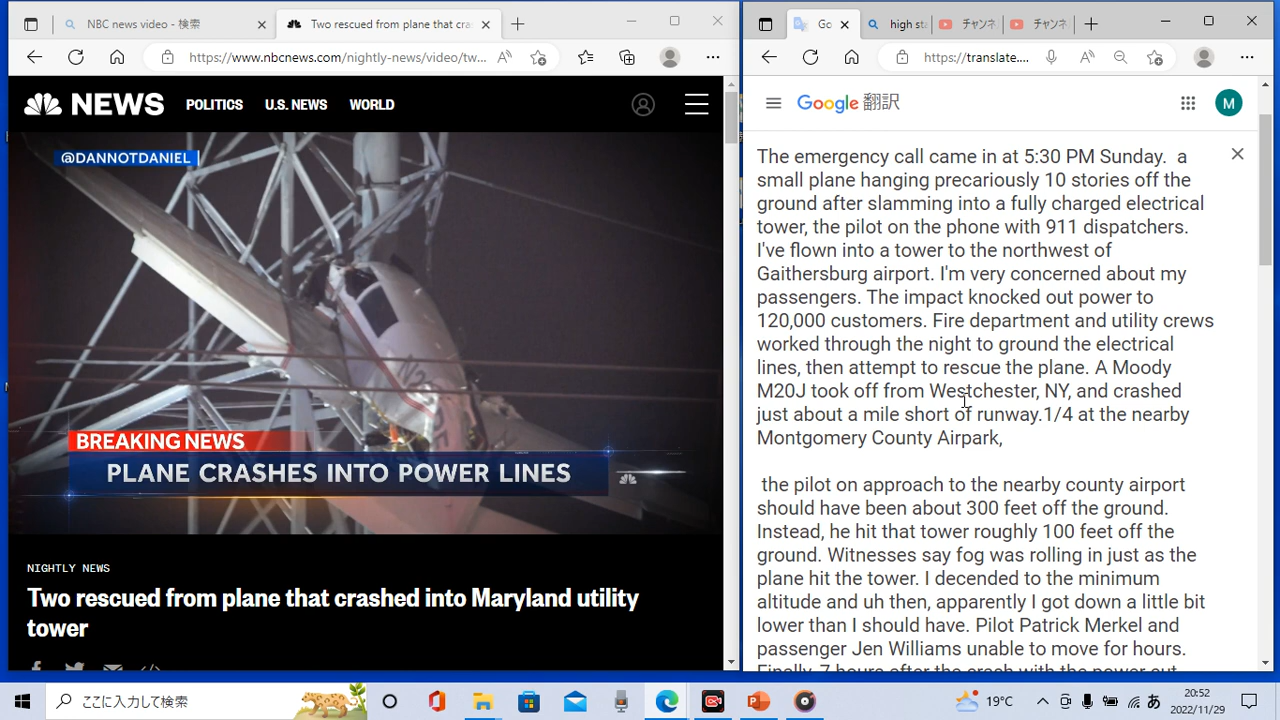 NBC news video - 検索
Two rescued from plane that cra
https://www.nbcnews.com/nightly-news/video/tw...
NEWS
POLITICS
U.S. NEWS
WORLD
@DANNOTDANIEL
BREAKING NEWS
PLANE CRASHES INTO POWER LINES
NIGHTLY NEWS
Two rescued from plane that crashed into Maryland utility
tower
Go
high sta
チャンネ
チャンネ
https://translate....
Google 翻訳
M
The emergency call came in at 5:30 PM Sunday.  a
small plane hanging precariously 10 stories off the
ground after slamming into a fully charged electrical
tower, the pilot on the phone with 911 dispatchers.
I've flown into a tower to the northwest of
Gaithersburg airport. I'm very concerned about my
passengers. The impact knocked out power to
120,000 customers. Fire department and utility crews
worked through the night to ground the electrical
lines, then attempt to rescue the plane. A Moody
M20J took off from Westchester, NY, and crashed
just about a mile short of runway.1/4 at the nearby
Montgomery County Airpark,
the pilot on approach to the nearby county airport
should have been about 300 feet off the ground.
Instead, he hit that tower roughly 100 feet off the
ground. Witnesses say fog was rolling in just as the
plane hit the tower. I decended to the minimum
altitude and uh then, apparently I got down a little bit
lower than I should have. Pilot Patrick Merkel and
passenger Jen Williams unable to move for hours.
Finally, 7 hours after the crash with the power cut
ここに入力して検索
19°C
あ
20:52
2022/11/29